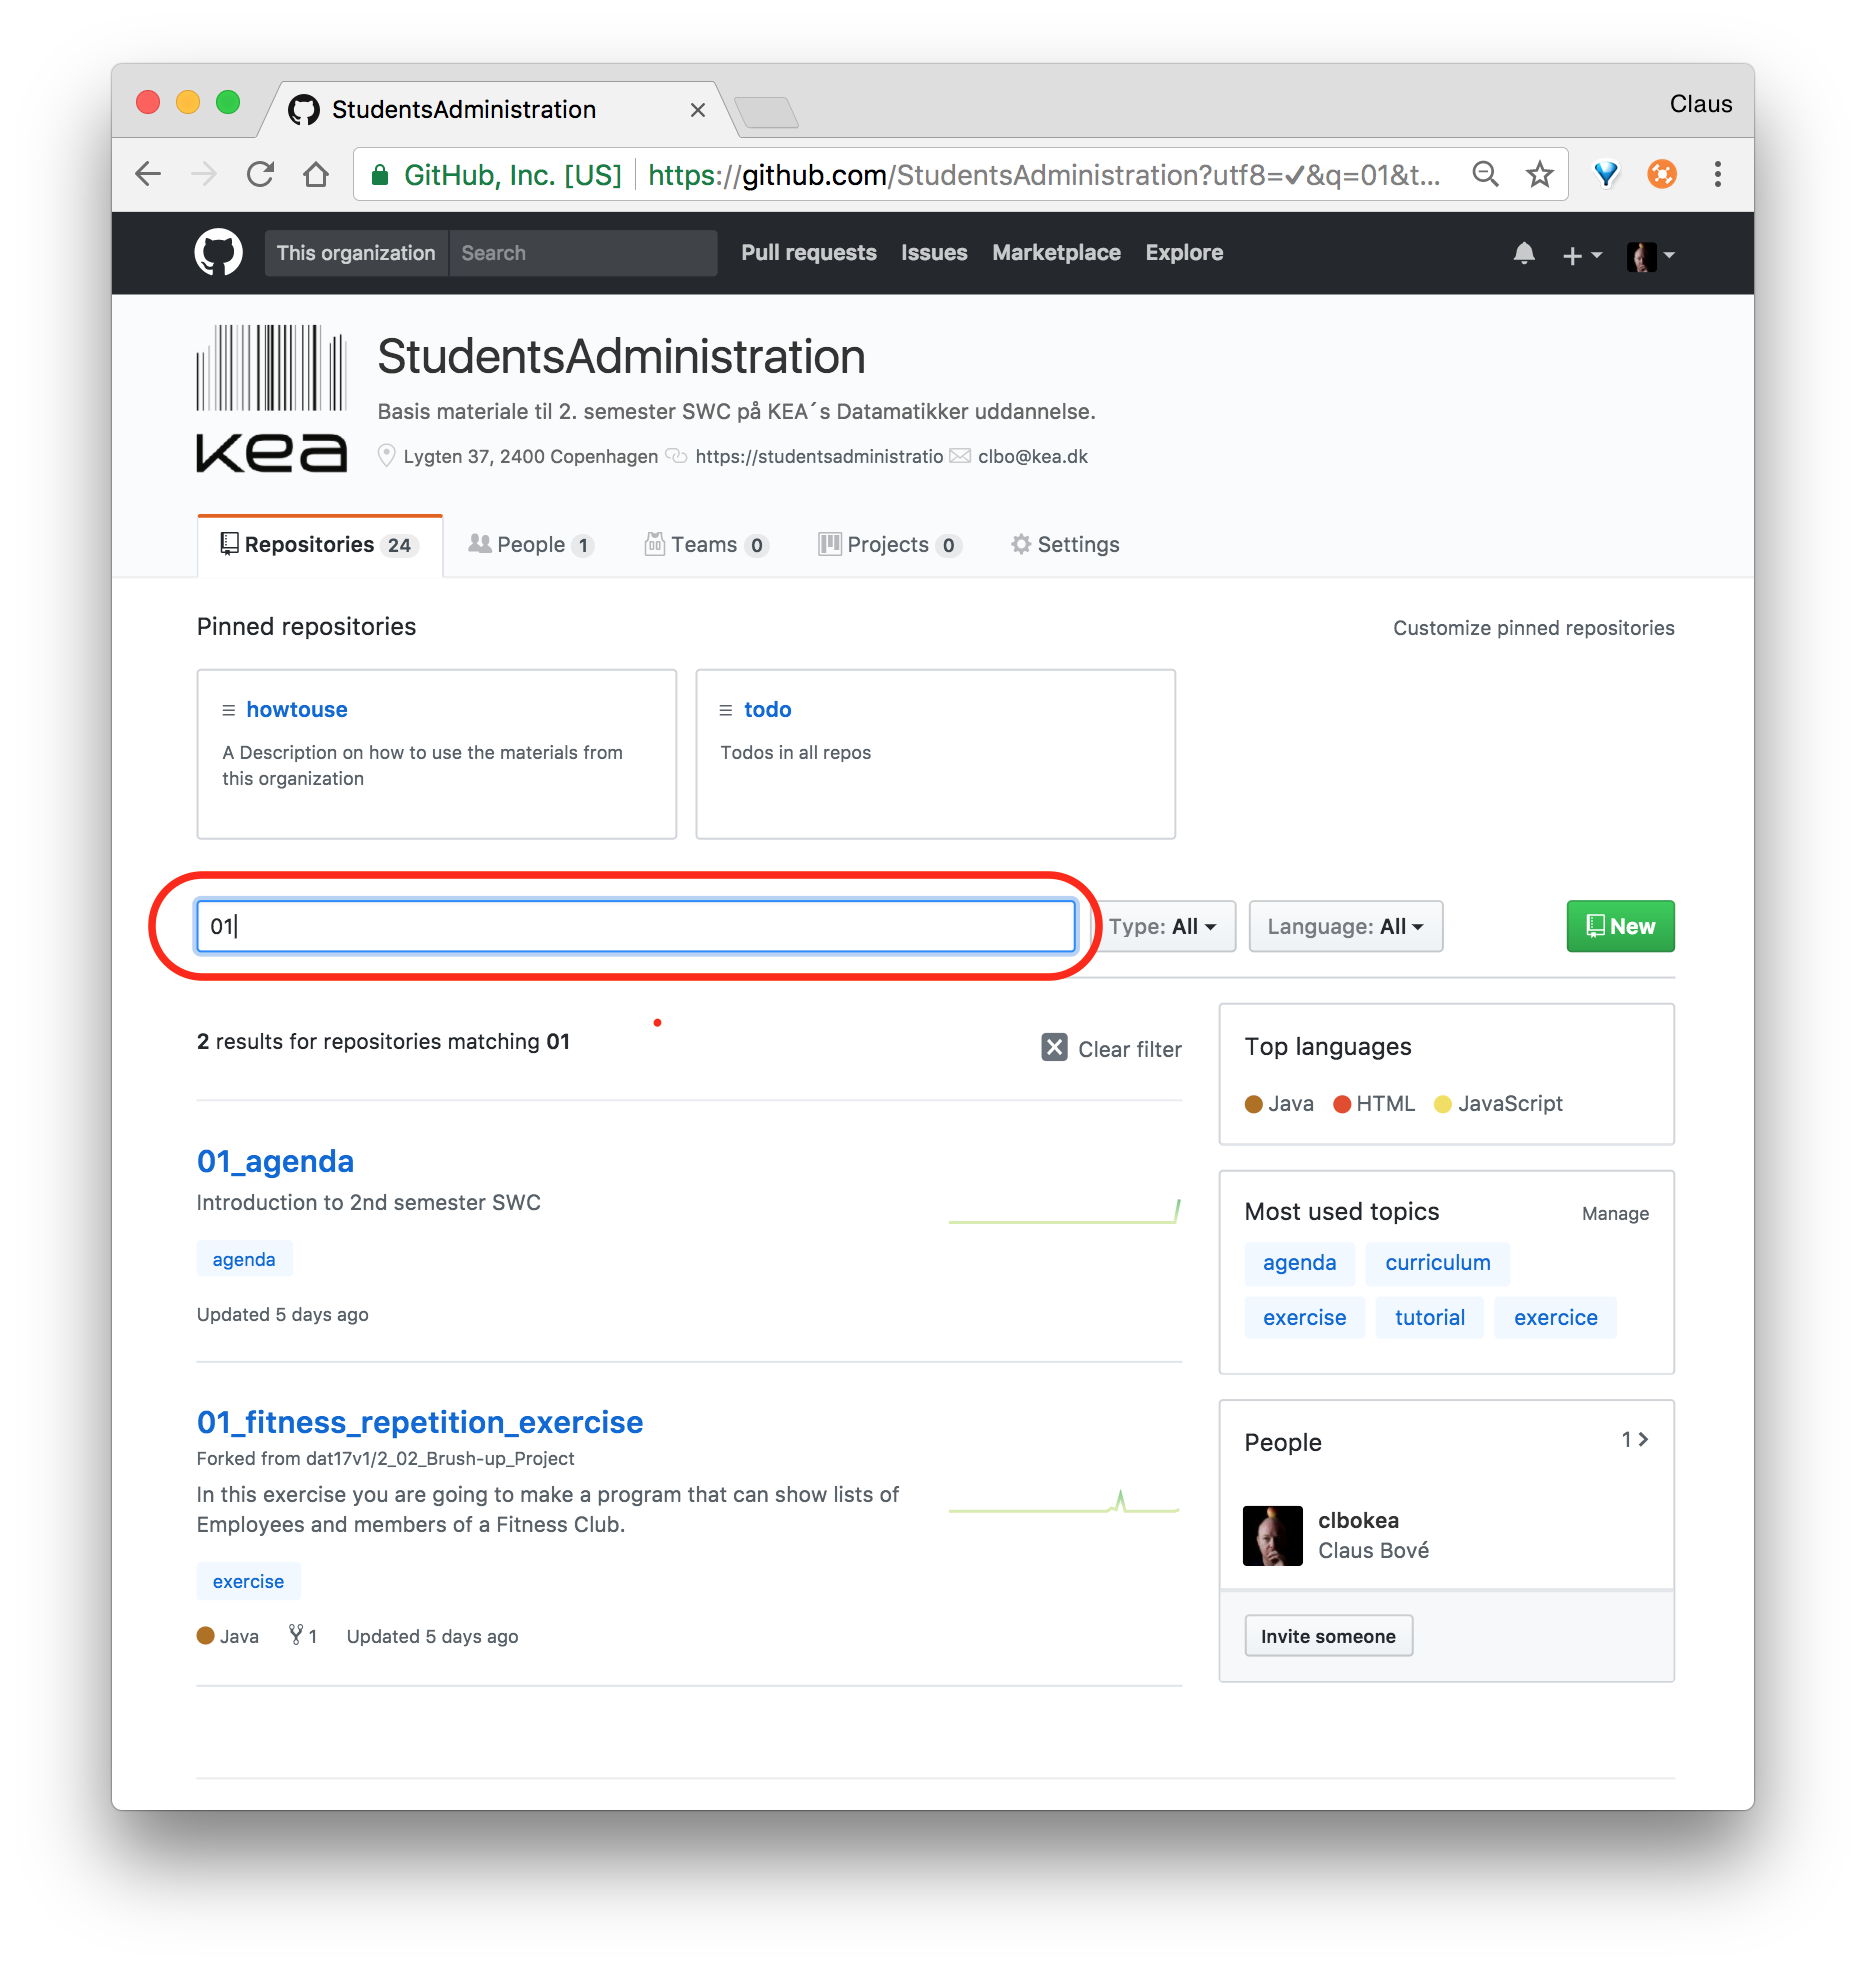 StudentsAdministration
Claus
GitHub, Inc. [US] https://github.com/StudentsAdministration?utf8=✓&q=01&t...
This organization Search Pull requests Issues Marketplace Explore
StudentsAdministration
Basis materiale til 2. semester SWC på KEA´s Datamatikker uddannelse.
kea
Lygten 37, 2400 Copenhagen https://studentsadministratio clbo@kea.dk
Repositories 24 People 1 Teams 0 Projects 0 Settings
Pinned repositories
Customize pinned repositories
howtouse
A Description on how to use the materials from
this organization
todo
Todos in all repos
01
Type: All Language: All New
2 results for repositories matching 01
Clear filter
01_agenda
Introduction to 2nd semester SWC
agenda
Updated 5 days ago
01_fitness_repetition_exercise
Forked from dat17v1/2_02_Brush-up_Project
In this exercise you are going to make a program that can show lists of
Employees and members of a Fitness Club.
exercise
Java 1 Updated 5 days ago
Top languages
Java HTML JavaScript
Most used topics Manage
agenda curriculum
exercise tutorial exercice
People 1
clbokea
Claus Bové
Invite someone